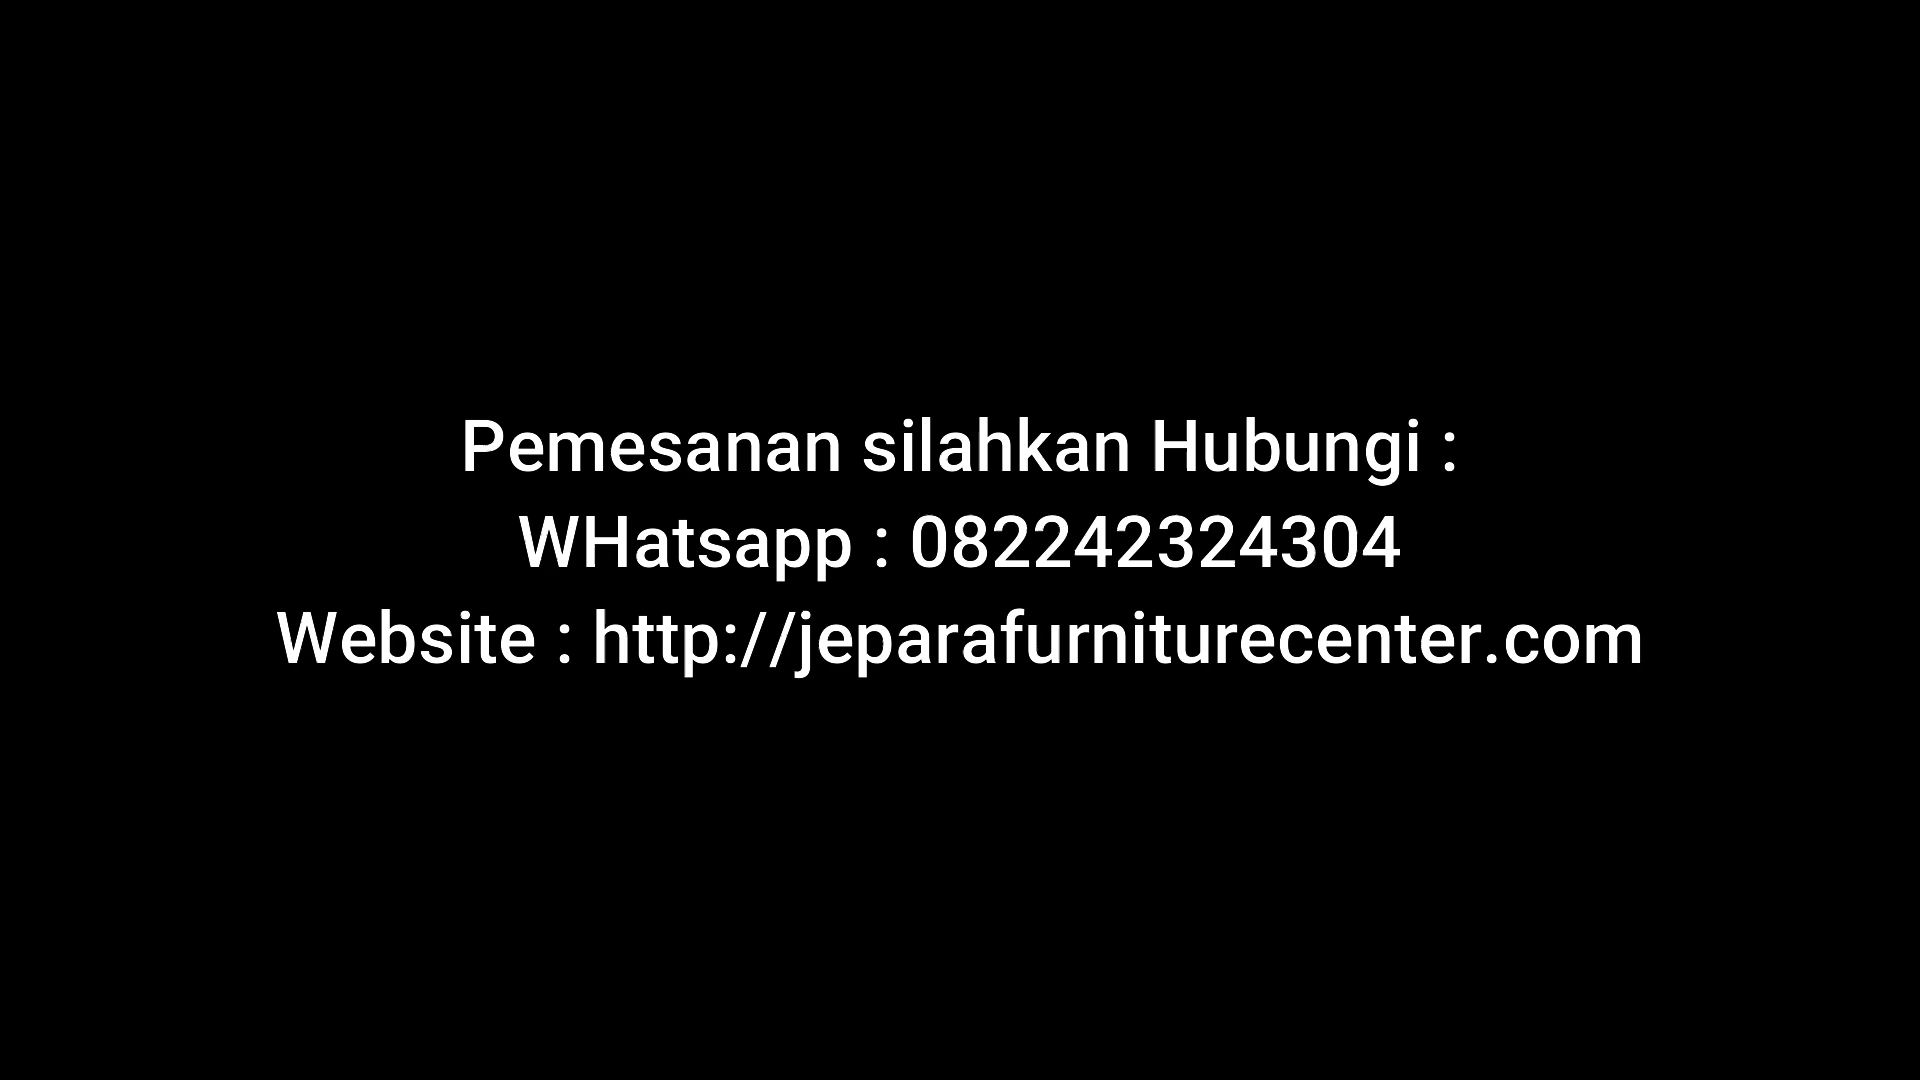 Pemesanan silahkan Hubungi :
WHatsapp : 082242324304
Website : http://jeparafurniturecenter.com